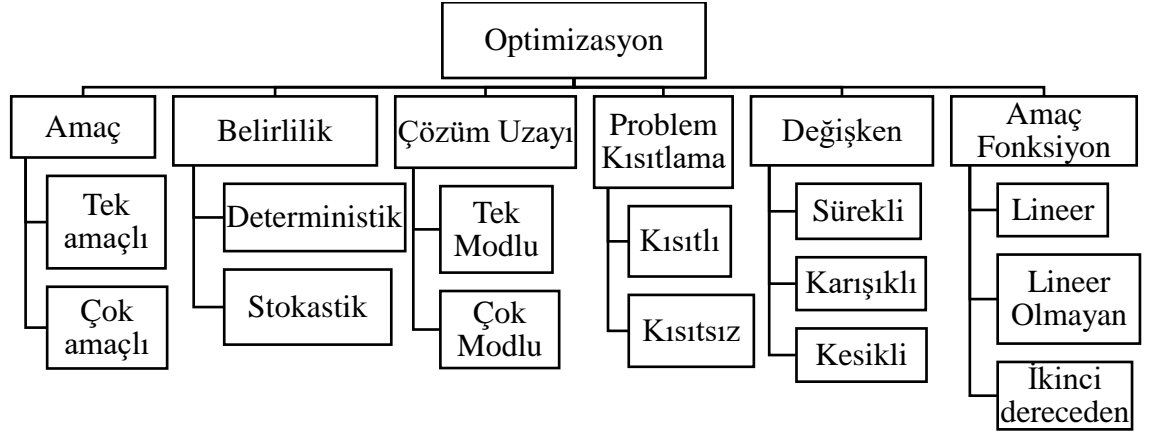 Optimizasyon
Amaç
Tek
amaçlı
Çok
amaçlı
Belirlilik
Deterministik
Stokastik
Çözüm Uzayı
Tek
Modlu
Çok
Modlu
Problem
Kısıtlama
Kısıtlı
Kısıtsız
Değişken
Sürekli
Karışıklı
Kesikli
Amaç
Fonksiyon
Lineer
Lineer
Olmayan
İkinci
dereceden